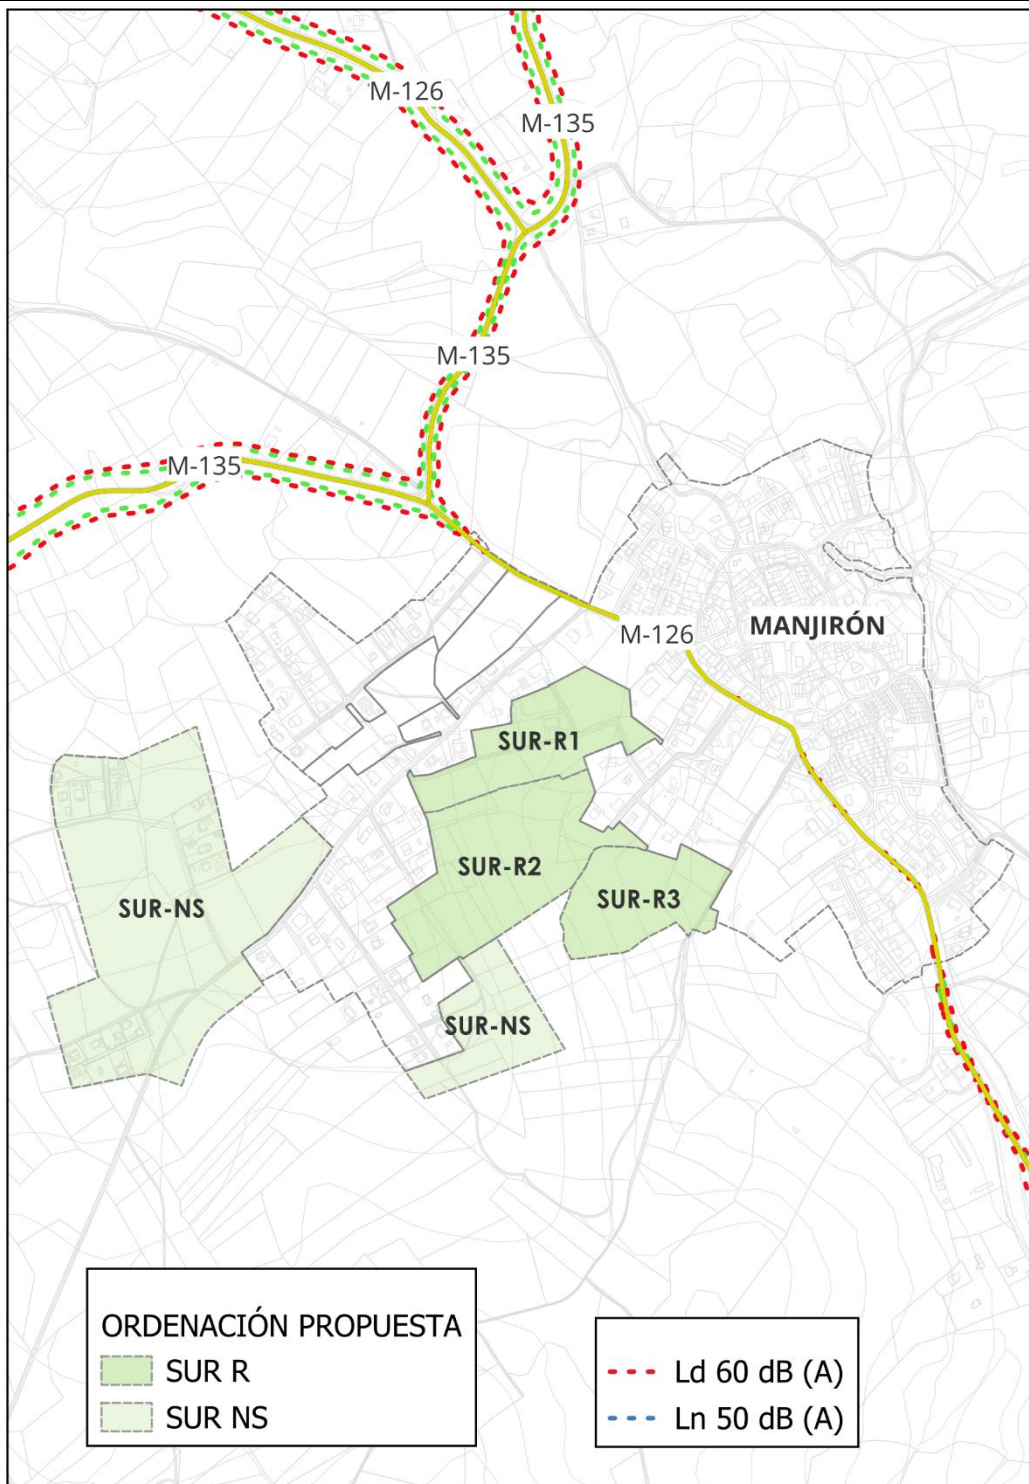 M-126
M-135
M-135
M-135
MANJIRÓN
M-126
SUR-R1
SUR-R2
SUR-R3
SUR-NS
SUR-NS
ORDENACIÓN PROPUESTA
SUR R
SUR NS
Ld 60 dB (A)
Ln 50 dB (A)